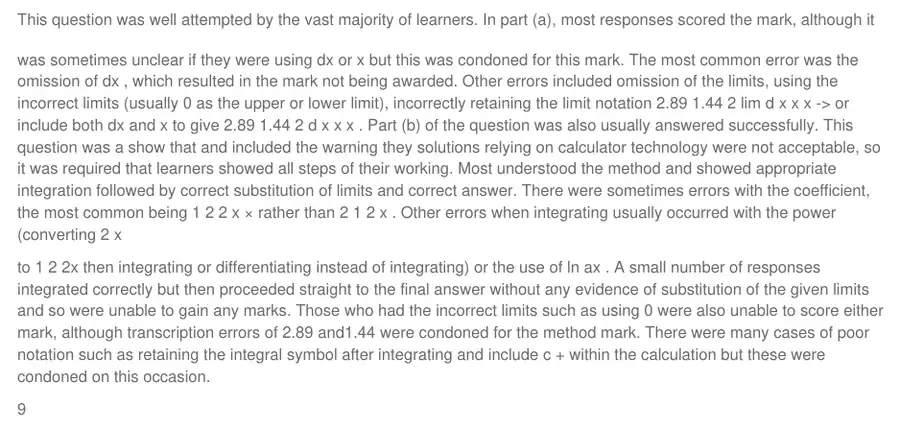 This question was well attempted by the vast majority of learners. In part (a), most responses scored the mark, although it
was sometimes unclear if they were using dx or x but this was condoned for this mark. The most common error was the
omission of dx , which resulted in the mark not being awarded. Other errors included omission of the limits, using the
incorrect limits (usually 0 as the upper or lower limit), incorrectly retaining the limit notation 2.89 1.44 2 lim d x x x -> or
include both dx and x to give 2.89 1.44 2 d x x x . Part (b) of the question was also usually answered successfully. This
question was a show that and included the warning they solutions relying on calculator technology were not acceptable, so
it was required that learners showed all steps of their working. Most understood the method and showed appropriate
integration followed by correct substitution of limits and correct answer. There were sometimes errors with the coefficient,
the most common being 1 2 2 x × rather than 2 1 2 x . Other errors when integrating usually occurred with the power
(converting 2 x
to 1 2 2x then integrating or differentiating instead of integrating) or the use of ln ax . A small number of responses
integrated correctly but then proceeded straight to the final answer without any evidence of substitution of the given limits
and so were unable to gain any marks. Those who had the incorrect limits such as using 0 were also unable to score either
mark, although transcription errors of 2.89 and1.44 were condoned for the method mark. There were many cases of poor
notation such as retaining the integral symbol after integrating and include c + within the calculation but these were
condoned on this occasion.
9